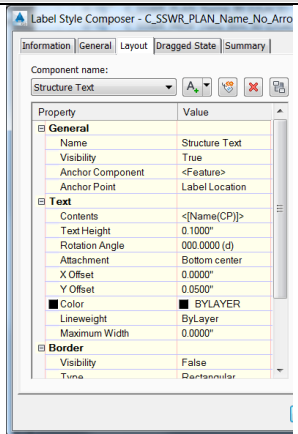 Label Style Composer - C_SSWR_PLAN_Name_No_Arro
Information General Layout Dragged State Summary
Component name:
Structure Text
Property Value
General
Name Structure Text
Visibility True
Anchor Component <Feature>
Anchor Point Label Location
Text
Contents <[Name(CP)]>
Text Height 0.1000"
Rotation Angle 000.0000 (d)
Attachment Bottom center
X Offset 0.0000"
Y Offset 0.0500"
Color BYLAYER
Lineweight ByLayer
Maximum Width 0.0000"
Border
Visibility False
Type Rectangular